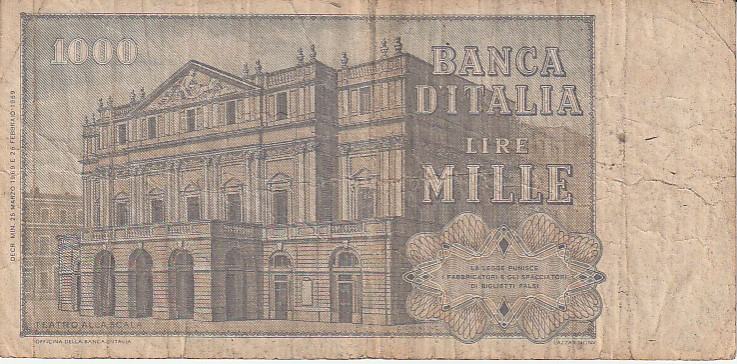 1000
BANCA
D'ITALIA
LIRE
MILLE
DECR. MIN. 25 MARZO 1969 E 26 FEBBRAIO 1969
LA LEGGE PUNISCE
I FABBRICATORI E GLI SPACCIATORI
DI BIGLIETTI FALSI
TEATRO ALLA SCALA
OFFICINA DELLA BANCA D'ITALIA